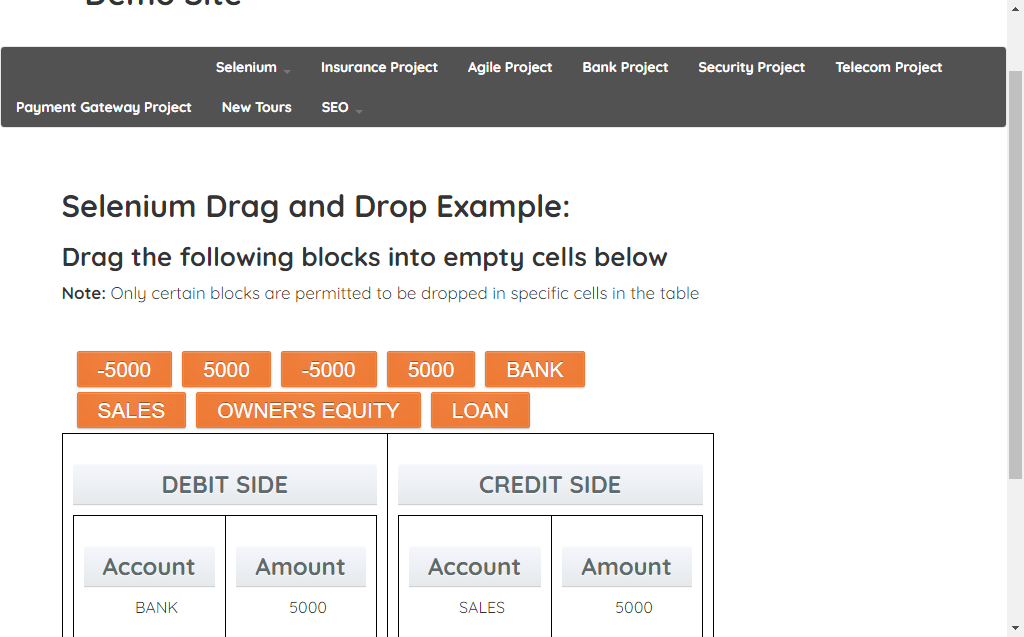 Demo Site
Selenium Insurance Project Agile Project Bank Project Security Project Telecom Project
Payment Gateway Project New Tours SEO
Selenium Drag and Drop Example:
Drag the following blocks into empty cells below
Note: Only certain blocks are permitted to be dropped in specific cells in the table
-5000 5000 -5000 5000 BANK
SALES OWNER'S EQUITY LOAN
DEBIT SIDE CREDIT SIDE
Account Amount Account Amount
BANK 5000 SALES 5000